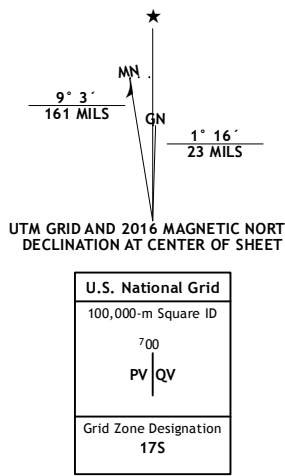 ★
MN
9° 3´
161 MILS
GN
1° 16´
23 MILS
UTM GRID AND 2016 MAGNETIC NORT
DECLINATION AT CENTER OF SHEET
U.S. National Grid
100,000-m Square ID
⁷00
PV QV
Grid Zone Designation
17S